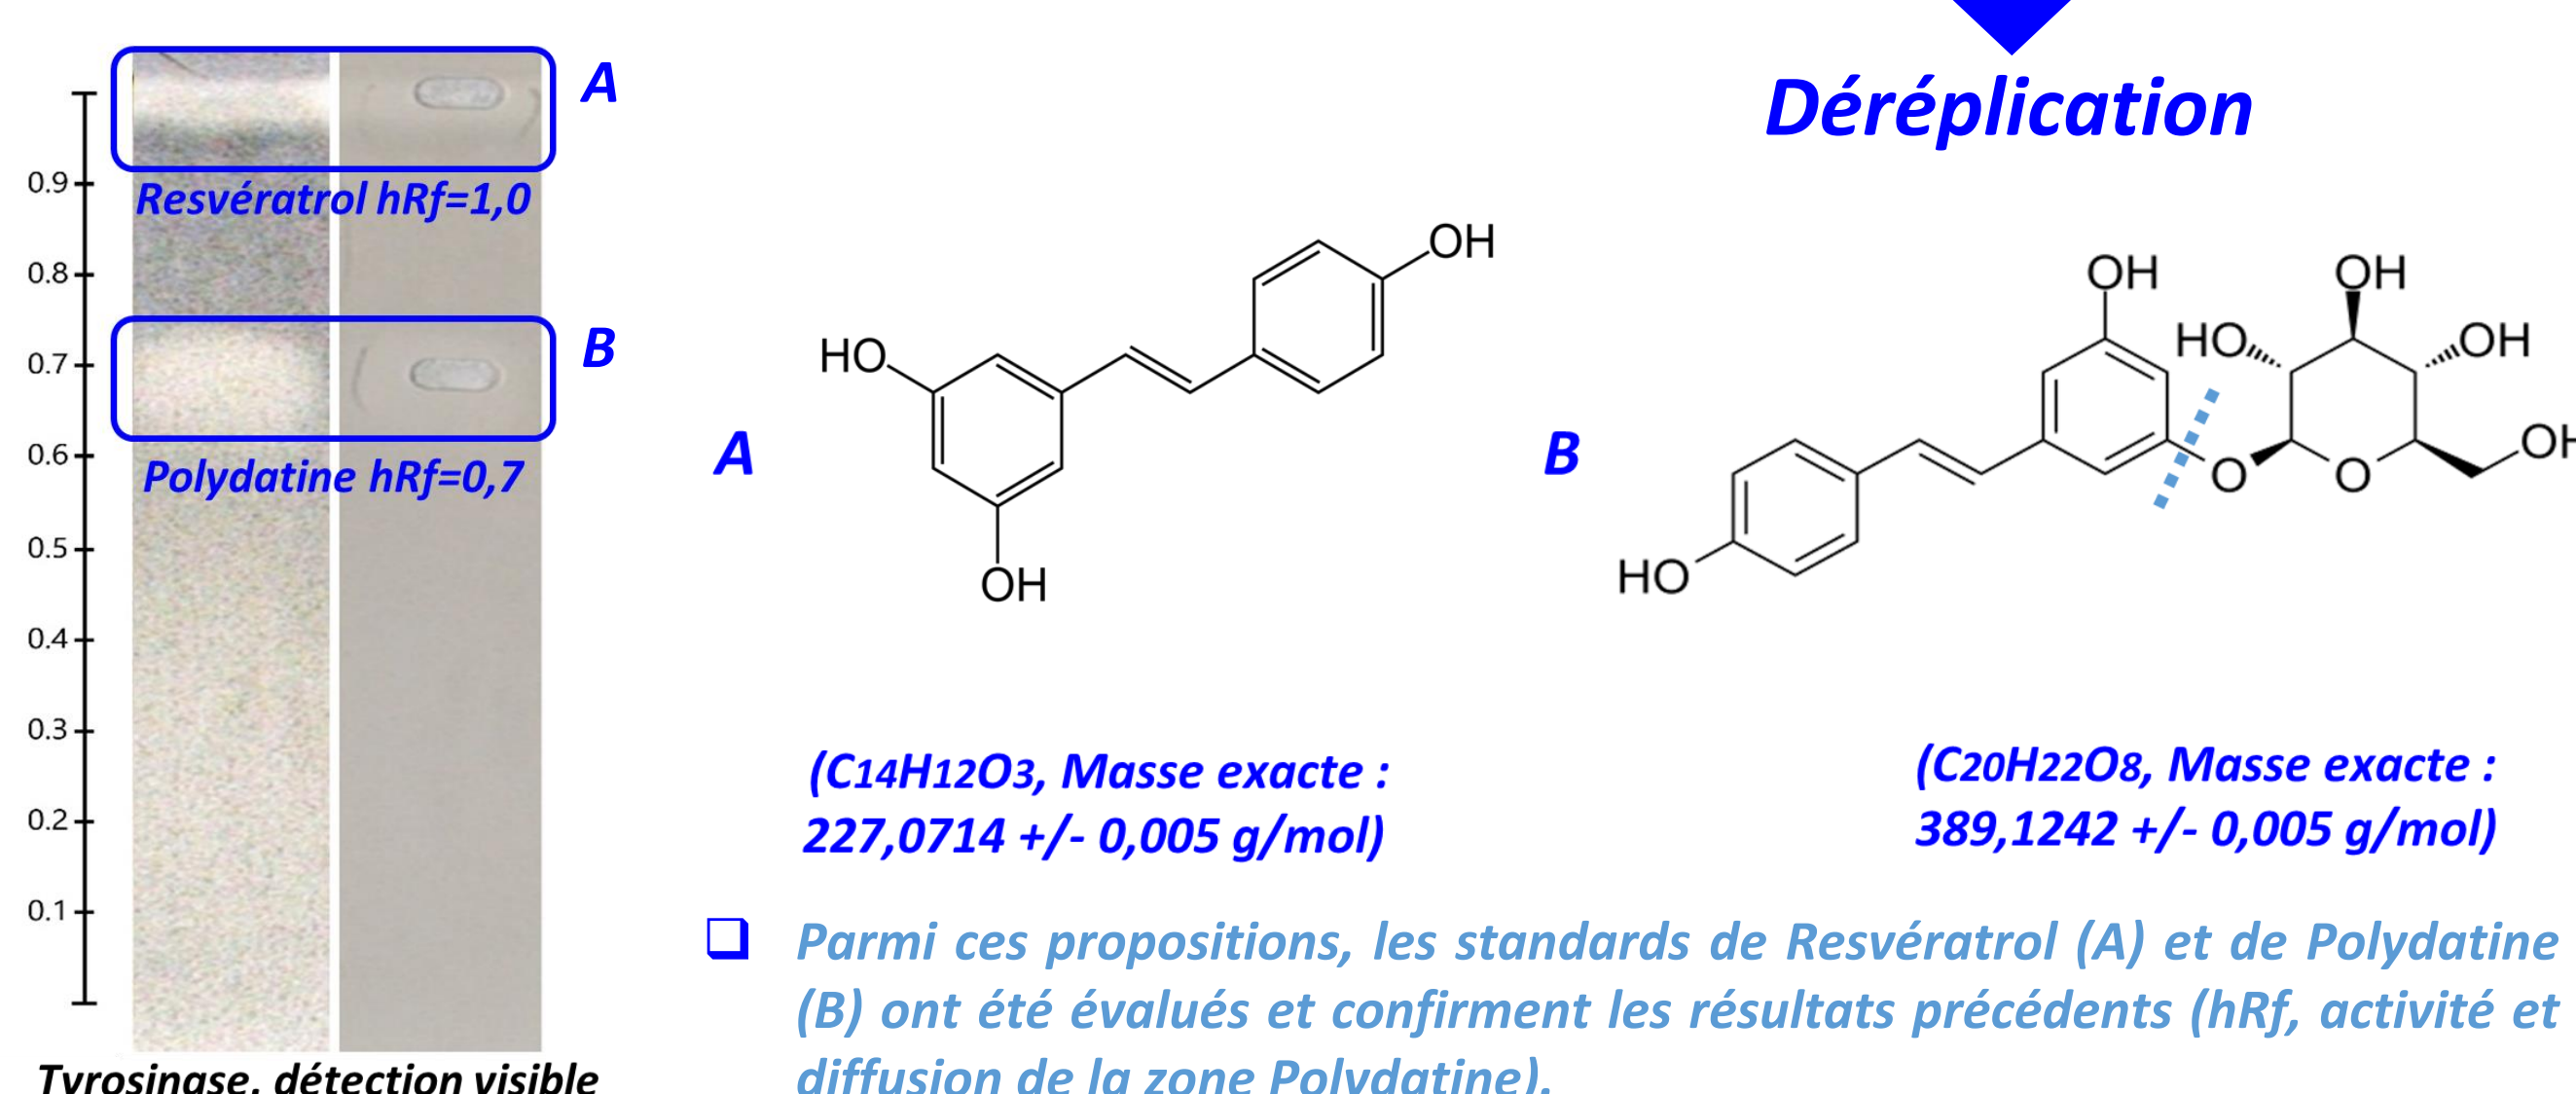 Déréplication
A
0.9
Resvératrol hRf=1,0
0.8
B
0.7
0.6
Polydatine hRf=0,7
0.5
0.4
0.3
0.2
0.1
Tyrosinase, détection visible
OH
HO
OH
A
OH
OH
HO
OH
B
O
O
OH
HO
(C14H12O3, Masse exacte :
227,0714 +/- 0,005 g/mol)
(C20H22O8, Masse exacte :
389,1242 +/- 0,005 g/mol)
Parmi ces propositions, les standards de Resvératrol (A) et de Polydatine
(B) ont été évalués et confirment les résultats précédents (hRf, activité et
diffusion de la zone Polydatine).